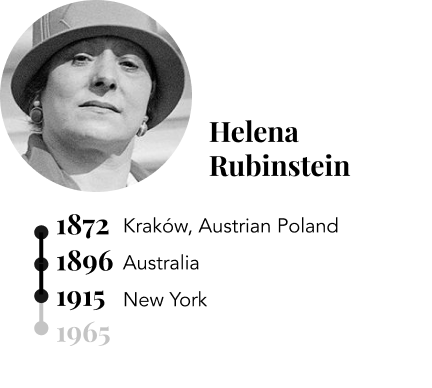 Helena
Rubinstein
1872 Kraków, Austrian Poland
1896 Australia
1915 New York
1965